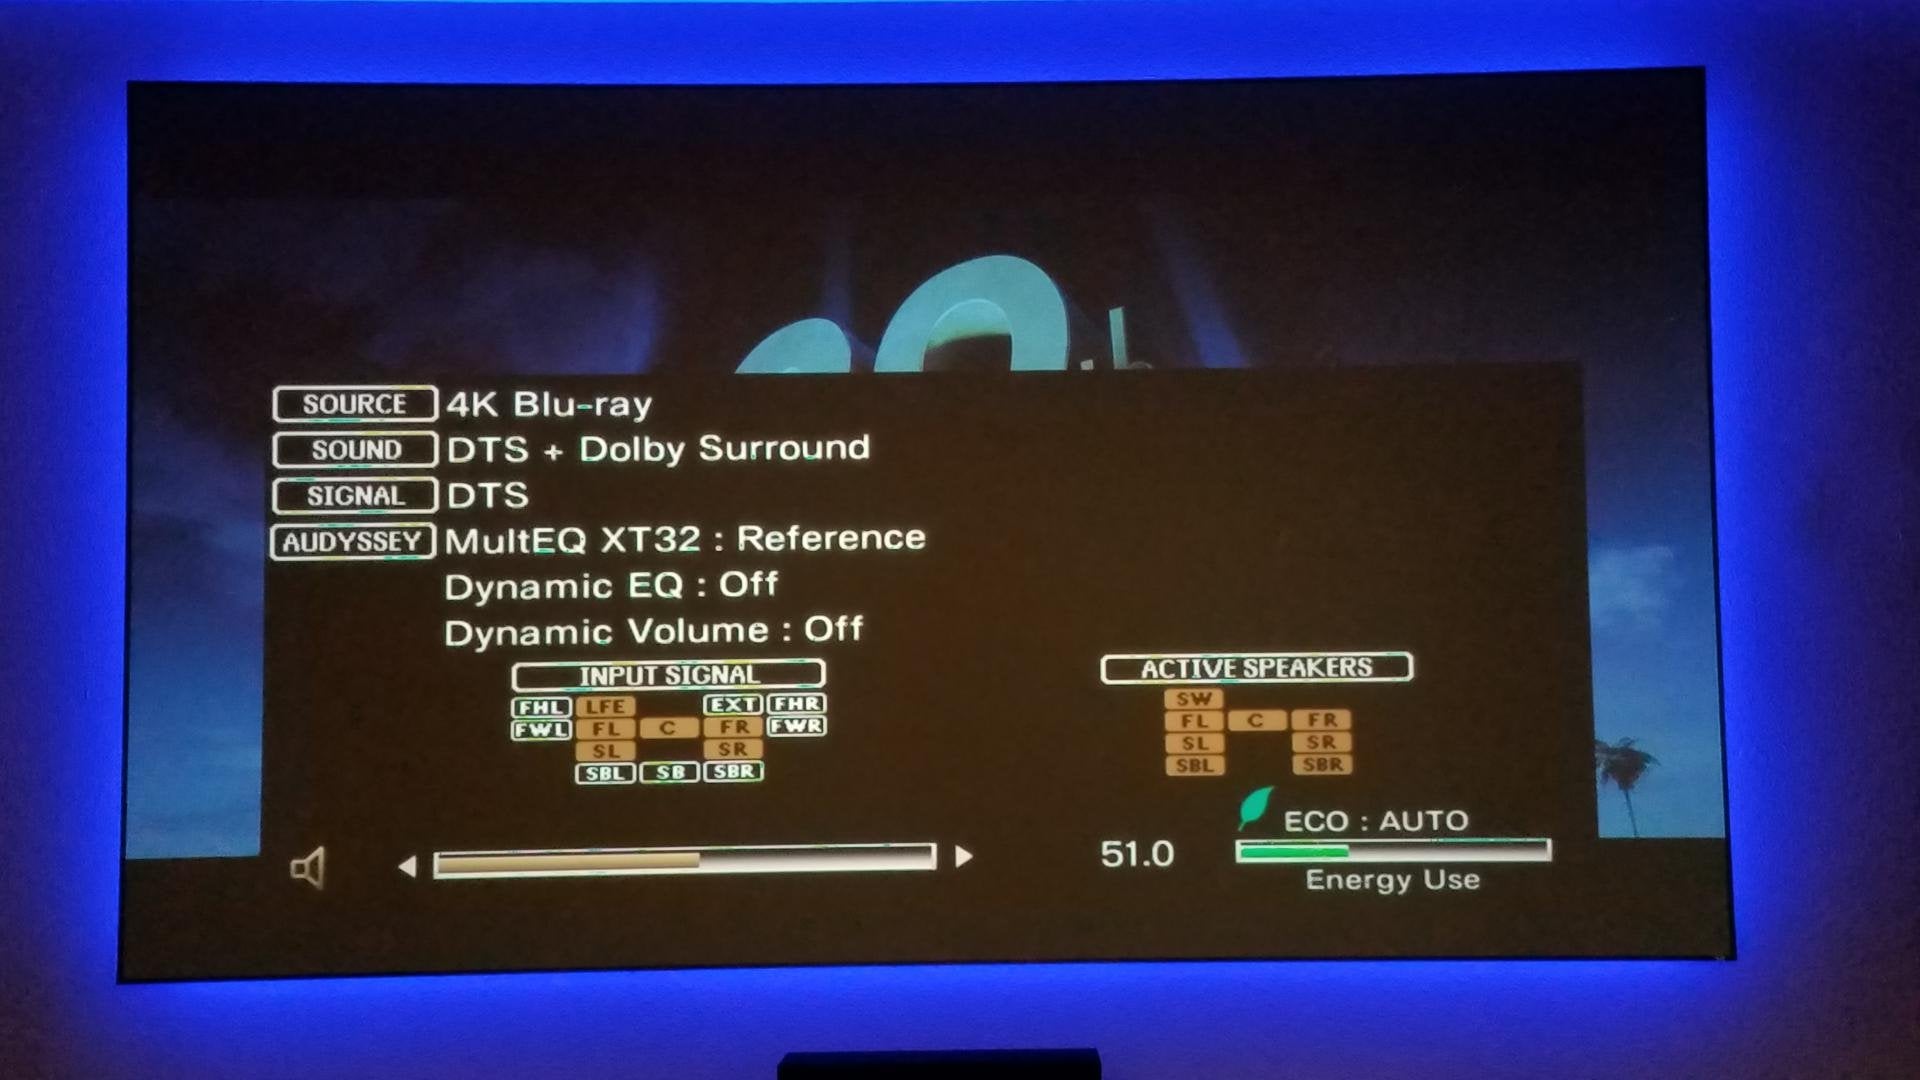 SOURCE 4K Blu-ray
SOUND DTS + Dolby Surround
SIGNAL DTS
AUDYSSEY MultEQ XT32 : Reference
Dynamic EQ : Off
Dynamic Volume : Off
INPUT SIGNAL
FHL LFE EXT FHR
FWL FL C FR FWR
SL SR
SBL SB SBR
ACTIVE SPEAKERS
SW
FL C FR
SL SR
SBL SBR
ECO : AUTO
51.0
Energy Use